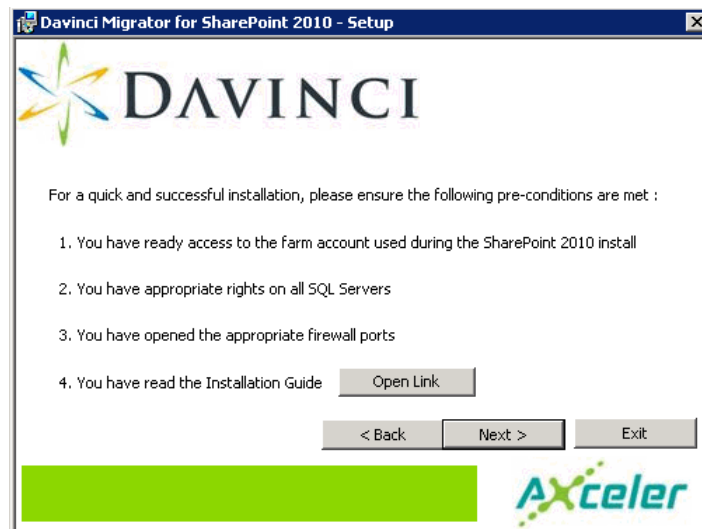 Davinci Migrator for SharePoint 2010 - Setup
DAVINCI
For a quick and successful installation, please ensure the following pre-conditions are met :
1. You have ready access to the farm account used during the SharePoint 2010 install
2. You have appropriate rights on all SQL Servers
3. You have opened the appropriate firewall ports
4. You have read the Installation Guide Open Link
< Back Next > Exit
Axceler